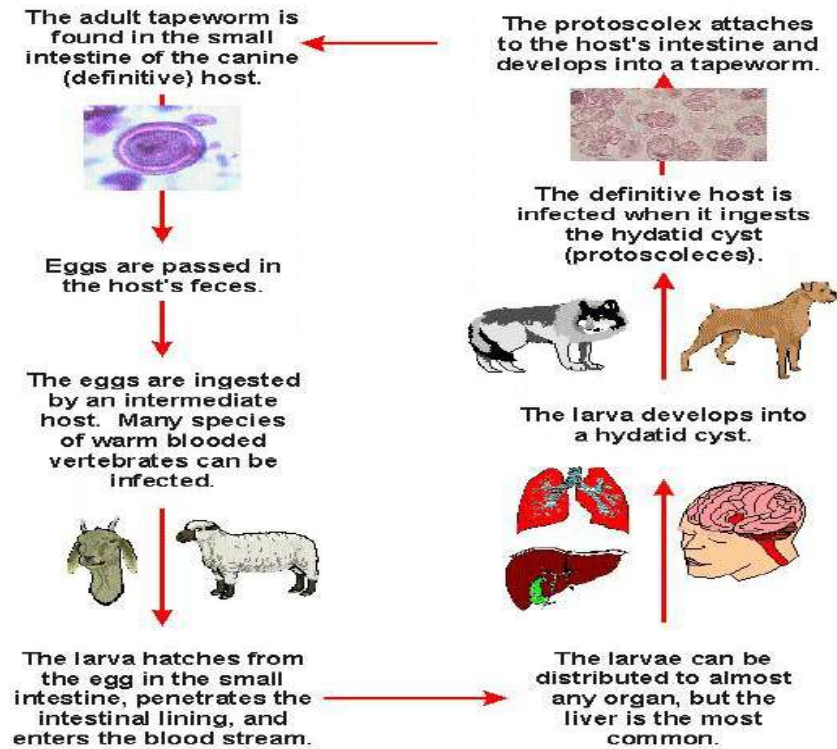 The adult tapeworm is
found in the small
intestine of the canine
(definitive) host.
Eggs are passed in
the host's feces.
The eggs are ingested
by an intermediate
host.  Many species
of warm blooded
vertebrates can be
infected.
The larva hatches from
the egg in the small
intestine, penetrates the
intestinal lining, and
enters the blood stream.
The larvae can be
distributed to almost
any organ, but the
liver is the most
common.
The larva develops into
a hydatid cyst.
The definitive host is
infected when it ingests
the hydatid cyst
(protoscoleces).
The protoscolex attaches
to the host's intestine and
develops into a tapeworm.